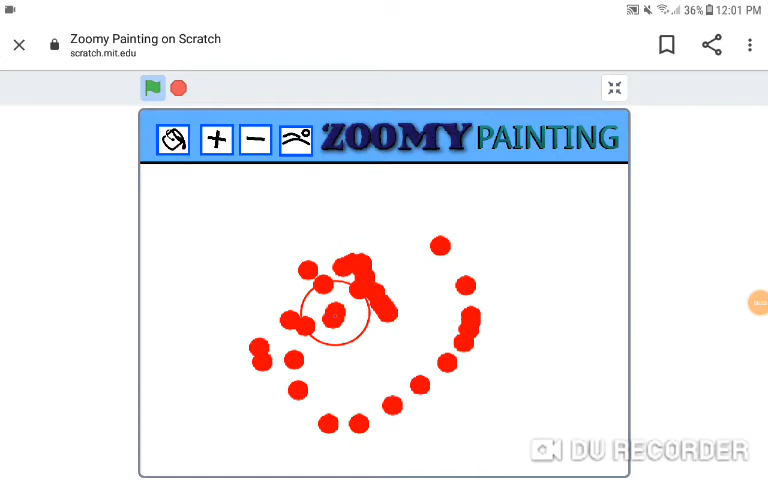 36% 12:01 PM
Zoomy Painting on Scratch
scratch.mit.edu
ZOOMY PAINTING
DU RECORDER